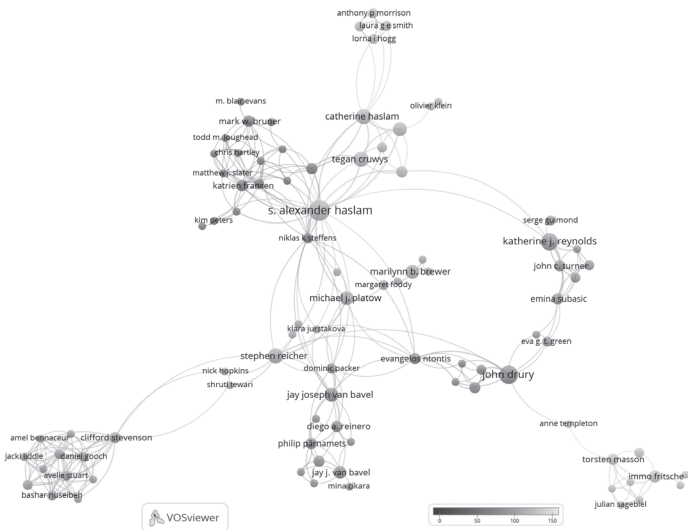 anthony p morrison
laura g e smith
lorna i hogg
m. blair evans
olivier klein
mark w. bruner
catherine haslam
todd m. loughead
chris hartley
tegan cruwys
matthew j. slater
katrien fransen
s. alexander haslam
kim peters
serge guimond
niklas k steffens
katherine j. reynolds
john c. turner
marilynn b. brewer
margaret foddy
michael j. platow
emina subasic
klara jurstakova
eva g. t. green
stephen reicher
evangelos ntontis
nick hopkins
dominic packer
john drury
shruti tewari
jay joseph van bavel
anne templeton
diego a. reinero
amel bennaceur
clifford stevenson
philip parnamets
jacki liddle
daniel gooch
torsten masson
avelie stuart
jay j. van bavel
immo fritsche
bashar nuseibeh
mina cikara
julian sagebiel
VOSviewer
0 50 100 150